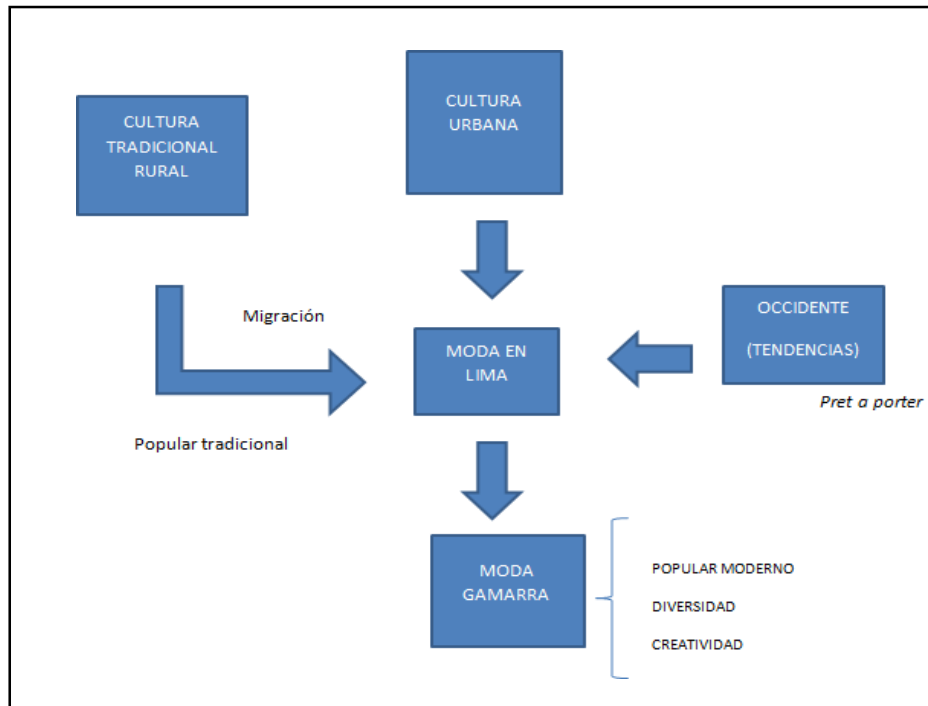 CULTURA
TRADICIONAL
RURAL
CULTURA
URBANA
Migración
Popular tradicional
MODA EN
LIMA
OCCIDENTE
(TENDENCIAS)
Pret a porter
MODA
GAMARRA
POPULAR MODERNO
DIVERSIDAD
CREATIVIDAD